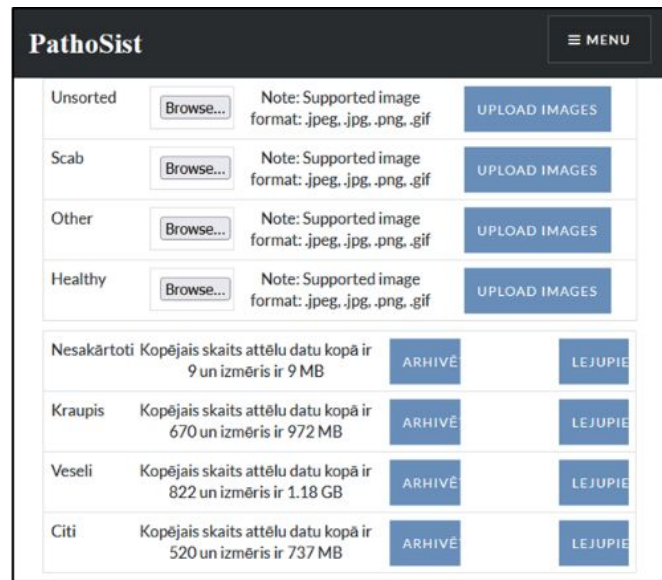 PathoSist
≡ MENU
Unsorted
Browse...
Note: Supported image
format: .jpeg, .jpg, .png, .gif
UPLOAD IMAGES
Scab
Browse...
Note: Supported image
format: .jpeg, .jpg, .png, .gif
UPLOAD IMAGES
Other
Browse...
Note: Supported image
format: .jpeg, .jpg, .png, .gif
UPLOAD IMAGES
Healthy
Browse...
Note: Supported image
format: .jpeg, .jpg, .png, .gif
UPLOAD IMAGES
Nesakārtoti
Kopējais skaits attēlu datu kopā ir
9 un izmēris ir 9 MB
ARHIVĒ
LEJUPIE
Kraupis
Kopējais skaits attēlu datu kopā ir
670 un izmēris ir 972 MB
ARHIVĒ
LEJUPIE
Veseli
Kopējais skaits attēlu datu kopā ir
822 un izmēris ir 1.18 GB
ARHIVĒ
LEJUPIE
Citi
Kopējais skaits attēlu datu kopā ir
520 un izmēris ir 737 MB
ARHIVĒ
LEJUPIE